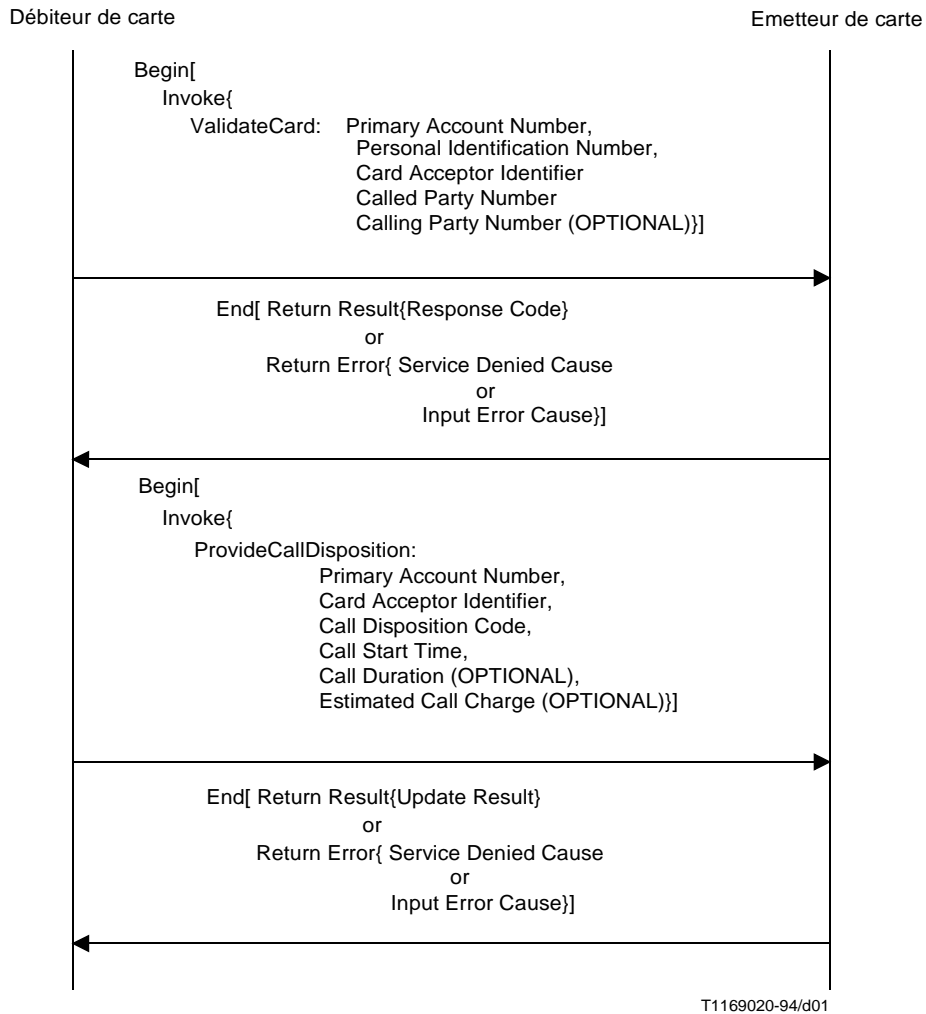 Débiteur de carte
Emetteur de carte
Begin[
Invoke{
ValidateCard: Primary Account Number,
Personal Identification Number,
Card Acceptor Identifier
Called Party Number
Calling Party Number (OPTIONAL)}]
End[ Return Result{Response Code}
or
Return Error{ Service Denied Cause
or
Input Error Cause}]
Begin[
Invoke{
ProvideCallDisposition:
Primary Account Number,
Card Acceptor Identifier,
Call Disposition Code,
Call Start Time,
Call Duration (OPTIONAL),
Estimated Call Charge (OPTIONAL)}]
End[ Return Result{Update Result}
or
Return Error{ Service Denied Cause
or
Input Error Cause}]
T1169020-94/d01